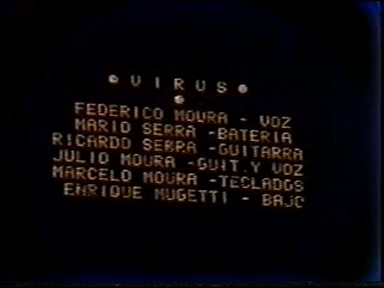 VIRUS
FEDERICO MOURA - VOZ
MARIO SERRA -BATERIA
RICARDO SERRA -GUITARRA
JULIO MOURA -GUIT.Y VOZ
MARCELO MOURA -TECLADOS
ENRIQUE MUGETTI - BAJO